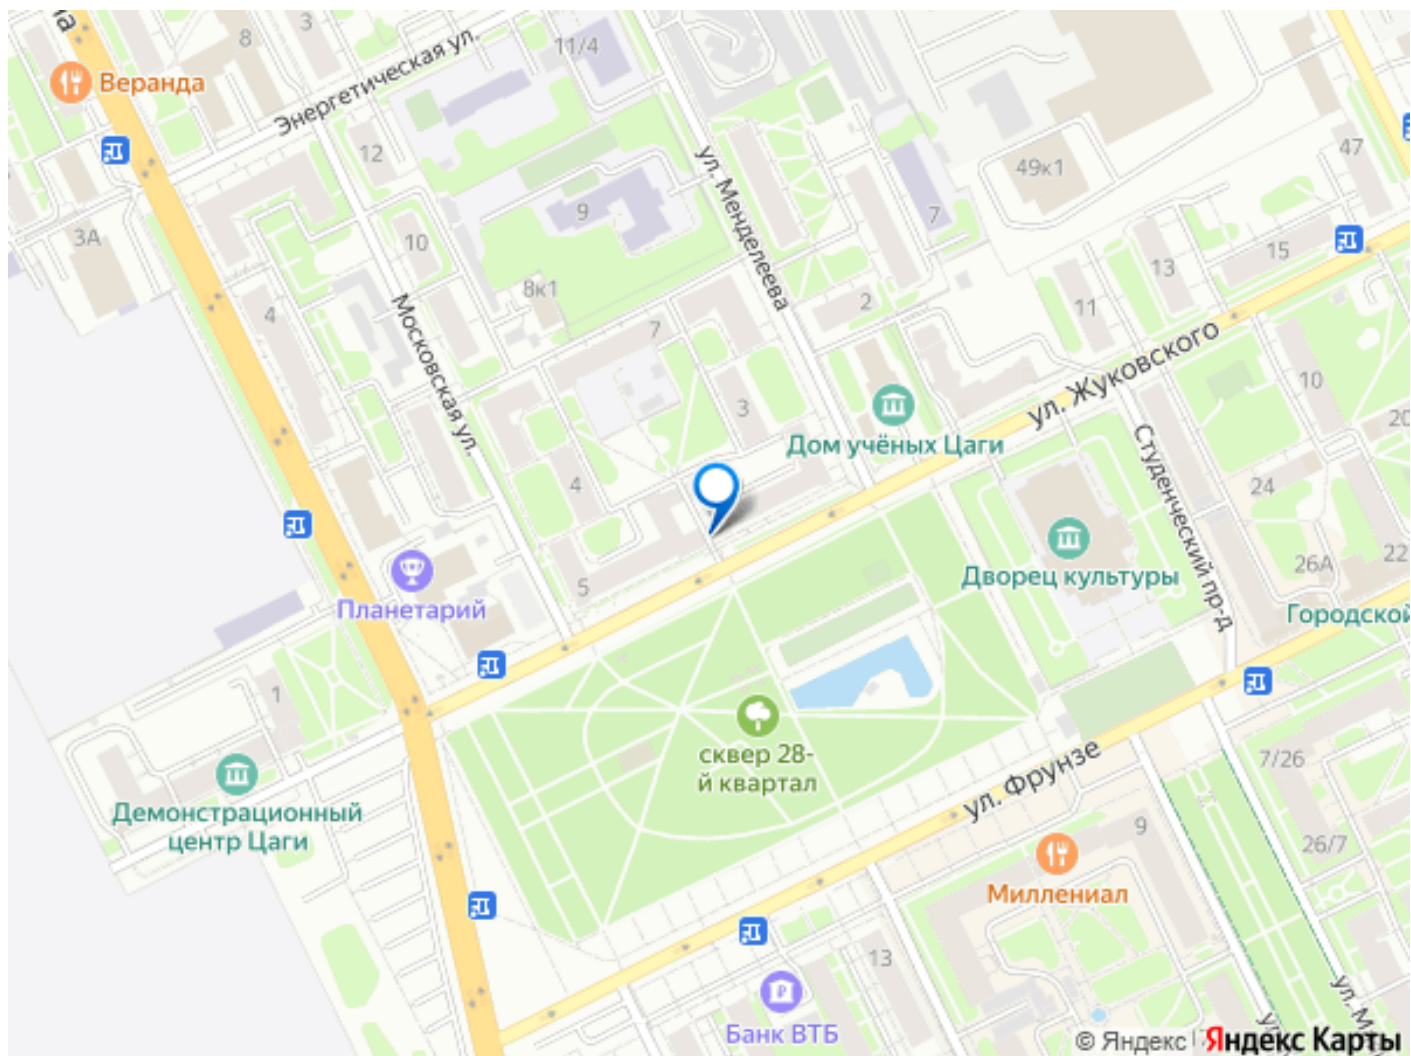 8
3
11/4
Энергетическая ул.
Веранда
12
ул. Менделеева
47
49к1
9
7
3А
10
15
13
8к1
Московская ул.
4
2
11
7
ул. Жуковского
10
3
20
Дом учёных Цаги
Студенческий пр-д
4
24
22
26А
Дворец культуры
Планетарий
5
Городской
1
сквер 28-
й квартал
ул. Фрунзе
7/26
Демонстрационный
центр Цаги
9
26/7
Миллениал
13
Банк ВТБ
© Яндекс
Яндекс Карты